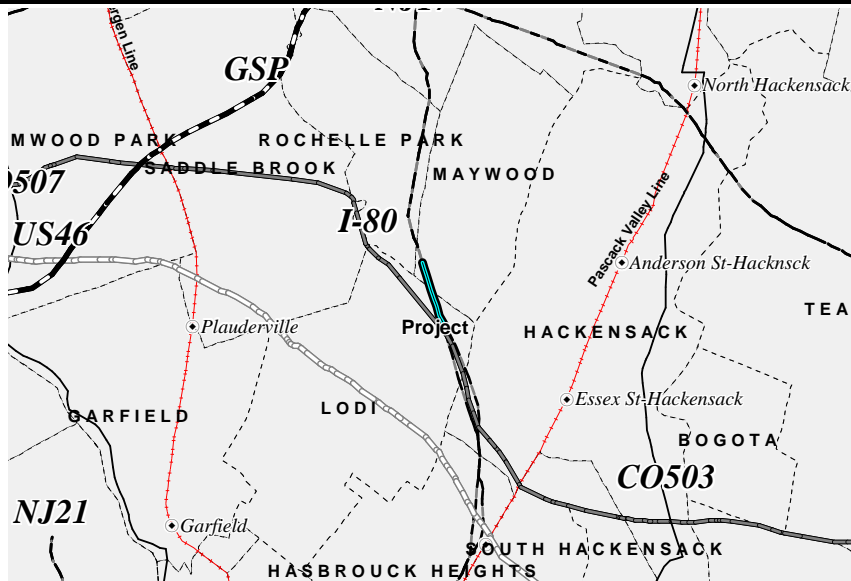 ergen Line
GSP
North Hackensack
MWOOD PARK
ROCHELLE PARK
SADDLE BROOK
MAYWOOD
507
I-80
US46
Pascack Valley Line
Anderson St-Hacknsck
TEA
Plauderville
Project
HACKENSACK
Essex St-Hackensack
LODI
GARFIELD
BOGOTA
CO503
NJ21
Garfield
SOUTH HACKENSACK
HASBROUCK HEIGHTS